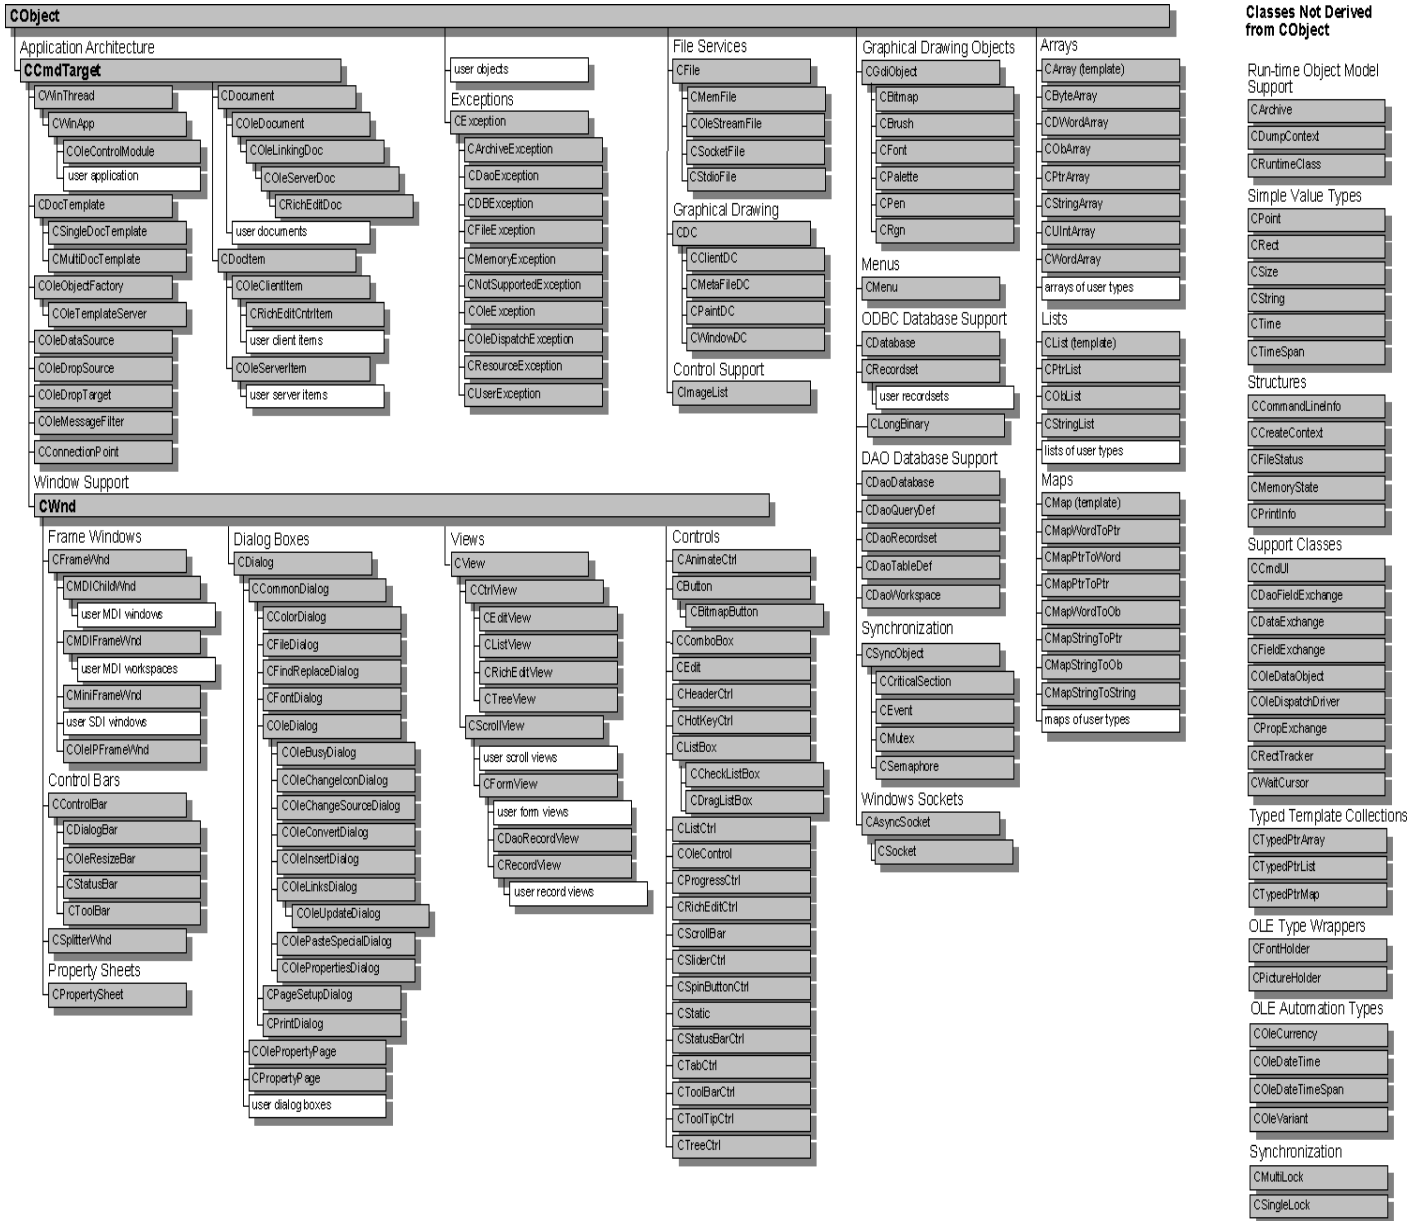 CObject
Application Architecture
CCmdTarget
CWinThread
CWinApp
COleControlModule
user application
CDocTemplate
CSingleDocTemplate
CMultiDocTemplate
COleObjectFactory
COleTemplateServer
COleDataSource
COleDropSource
COleDropTarget
COleMessageFilter
CConnectionPoint
CDocument
COleDocument
COleLinkingDoc
COleServerDoc
CRichEditDoc
user documents
CDocItem
COleClientItem
CRichEditCntrItem
user client items
COleServerItem
user server items
Window Support
CWnd
Frame Windows
CFrameWnd
CMDIChildWnd
user MDI windows
CMDIFrameWnd
user MDI workspaces
CMiniFrameWnd
user SDI windows
COleIPFrameWnd
Control Bars
CControlBar
CDialogBar
COleResizeBar
CStatusBar
CToolBar
CSplitterWnd
Property Sheets
CPropertySheet
Dialog Boxes
CDialog
CCommonDialog
CColorDialog
CFileDialog
CFindReplaceDialog
CFontDialog
COleDialog
COleBusyDialog
COleChangeIconDialog
COleChangeSourceDialog
COleConvertDialog
COleInsertDialog
COleLinksDialog
COleUpdateDialog
COlePasteSpecialDialog
COlePropertiesDialog
CPageSetupDialog
CPrintDialog
COlePropertyPage
CPropertyPage
user dialog boxes
user objects
Exceptions
CException
CArchiveException
CDaoException
CDBException
CFileException
CMemoryException
CNotSupportedException
COleException
COleDispatchException
CResourceException
CUserException
Views
CView
CCtrlView
CEditView
CListView
CRichEditView
CTreeView
CScrollView
user scroll views
CFormView
user form views
CDaoRecordView
CRecordView
user record views
File Services
CFile
CMemFile
COleStreamFile
CSocketFile
CStdioFile
Graphical Drawing
CDC
CClientDC
CMetaFileDC
CPaintDC
CWindowDC
Control Support
CImageList
Controls
CAnimateCtrl
CButton
CBitmapButton
CComboBox
CEdit
CHeaderCtrl
CHotKeyCtrl
CListBox
CCheckListBox
CDragListBox
CListCtrl
COleControl
CProgressCtrl
CRichEditCtrl
CScrollBar
CSliderCtrl
CSpinButtonCtrl
CStatic
CStatusBarCtrl
CTabCtrl
CToolBarCtrl
CToolTipCtrl
CTreeCtrl
Graphical Drawing Objects
CGdiObject
CBitmap
CBrush
CFont
CPalette
CPen
CRgn
Menus
CMenu
ODBC Database Support
CDatabase
CRecordset
user recordsets
CLongBinary
DAO Database Support
CDaoDatabase
CDaoQueryDef
CDaoRecordset
CDaoTableDef
CDaoWorkspace
Synchronization
CSyncObject
CCriticalSection
CEvent
CMutex
CSemaphore
Windows Sockets
CAsyncSocket
CSocket
Arrays
CArray (template)
CByteArray
CDWordArray
CObArray
CPtrArray
CStringArray
CUIntArray
CWordArray
arrays of user types
Lists
CList (template)
CPtrList
CObList
CStringList
lists of user types
Maps
CMap (template)
CMapWordToPtr
CMapPtrToWord
CMapPtrToPtr
CMapWordToOb
CMapStringToPtr
CMapStringToOb
CMapStringToString
maps of user types
Classes Not Derived
from CObject
Run-time Object Model
Support
CArchive
CDumpContext
CRuntimeClass
Simple Value Types
CPoint
CRect
CSize
CString
CTime
CTimeSpan
Structures
CCommandLineInfo
CCreateContext
CFileStatus
CMemoryState
CPrintInfo
Support Classes
CCmdUI
CDaoFieldExchange
CDataExchange
CFieldExchange
COleDataObject
COleDispatchDriver
CPropExchange
CRectTracker
CWaitCursor
Typed Template Collections
CTypedPtrArray
CTypedPtrList
CTypedPtrMap
OLE Type Wrappers
CFontHolder
CPictureHolder
OLE Automation Types
COleCurrency
COleDateTime
COleDateTimeSpan
COleVariant
Synchronization
CMultiLock
CSingleLock